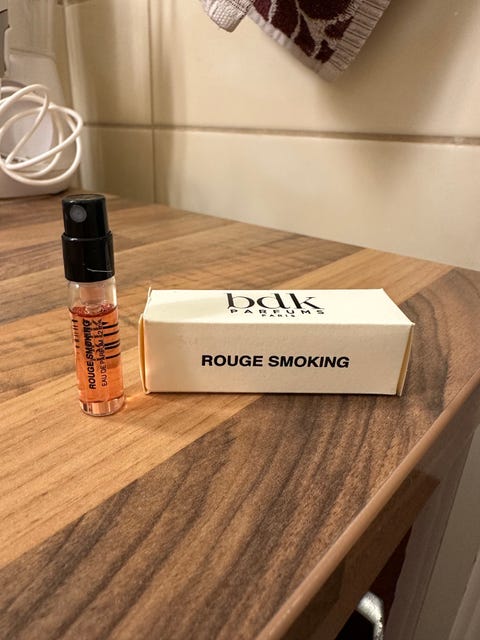 bdk
PARFUMS
PARIS
ROUGE SMOKING
ROUGE SMOKING
EAU DE PARFUM